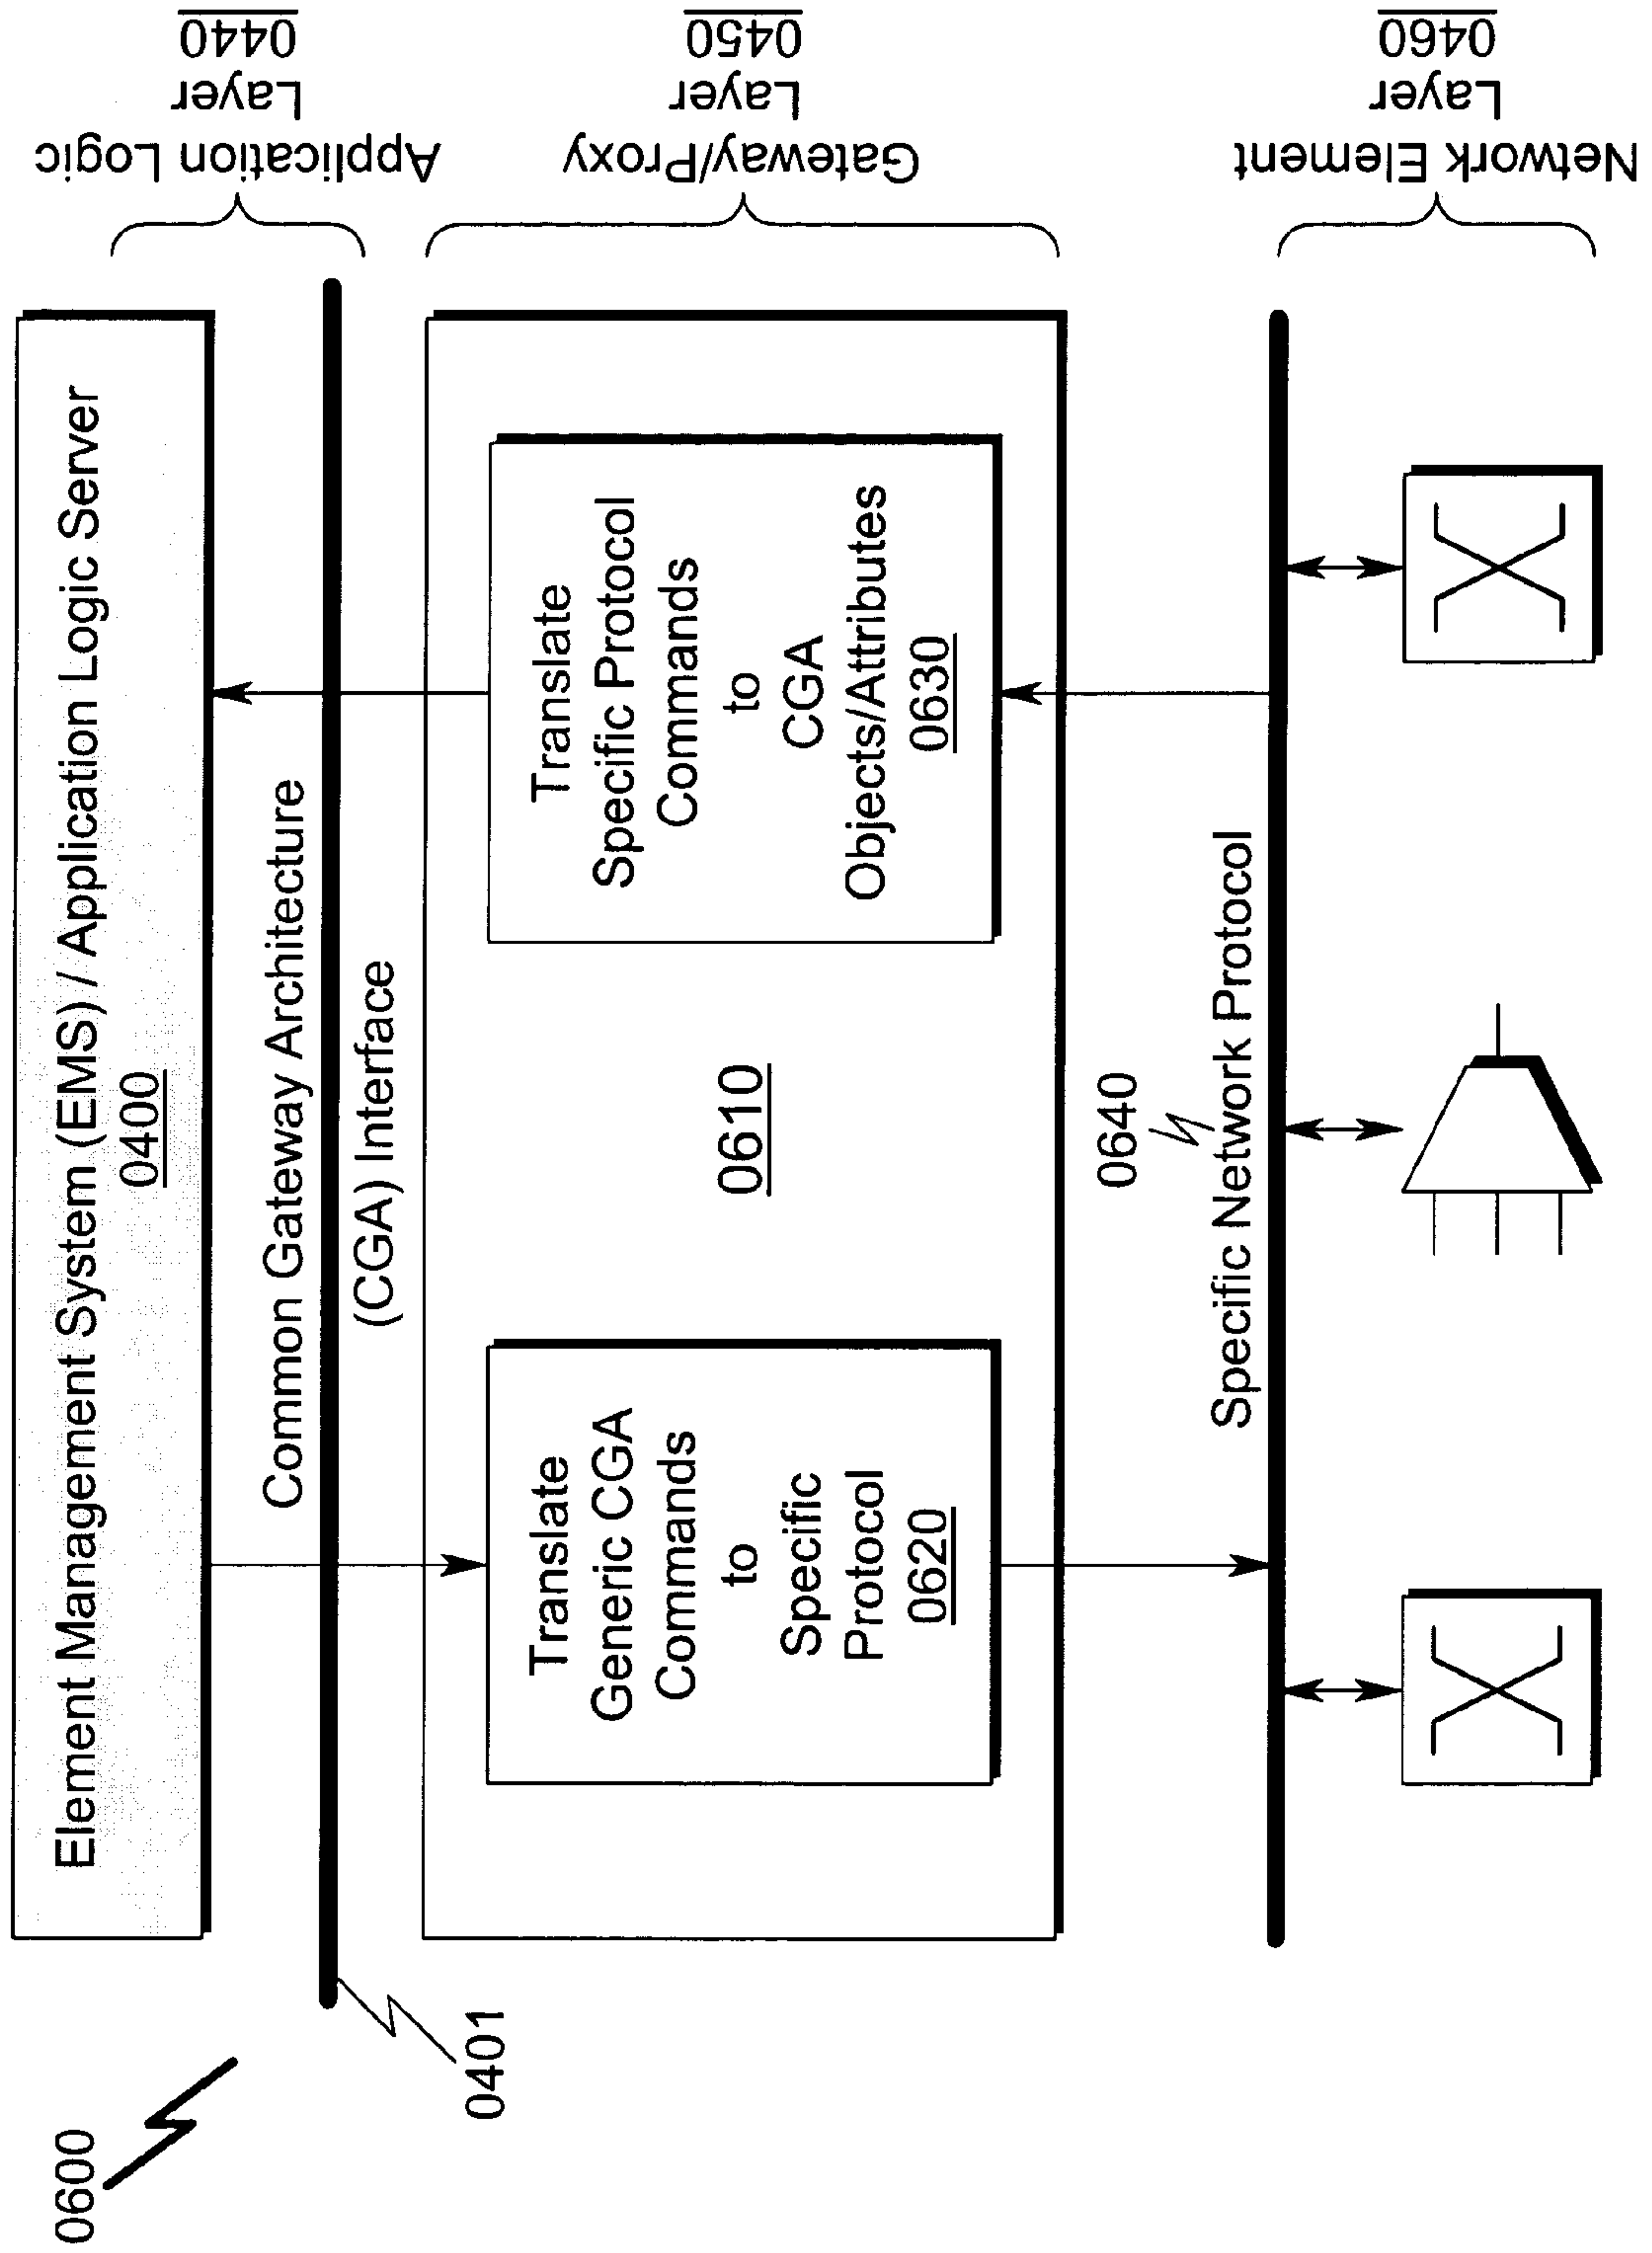 0600
Element Management System (EMS) / Application Logic Server
0400
Common Gateway Architecture
(CGA) Interface
0401
Application Logic
Layer
0440
Translate
Generic CGA
Commands
to
Specific
Protocol
0620
0610
Translate
Specific Protocol
Commands
to
CGA
Objects/Attributes
0630
Gateway/Proxy
Layer
0450
0640
Specific Network Protocol
Network Element
Layer
0460